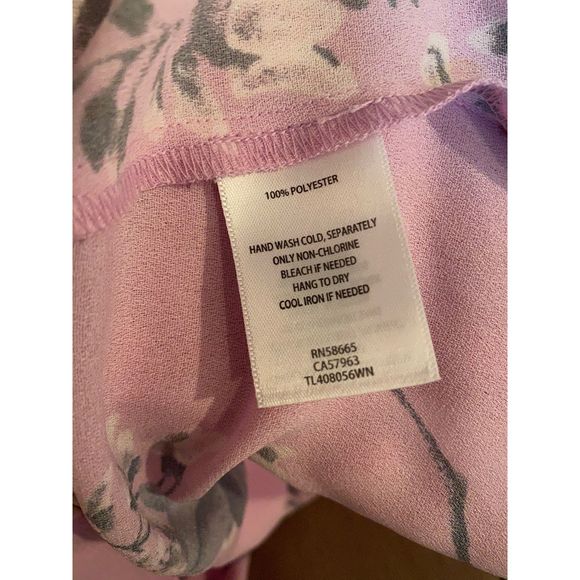 100% POLYESTER
HAND WASH COLD, SEPARATELY
ONLY NON-CHLORINE
BLEACH IF NEEDED
HANG TO DRY
COOL IRON IF NEEDED
RN58665
CA57963
TL408056WN